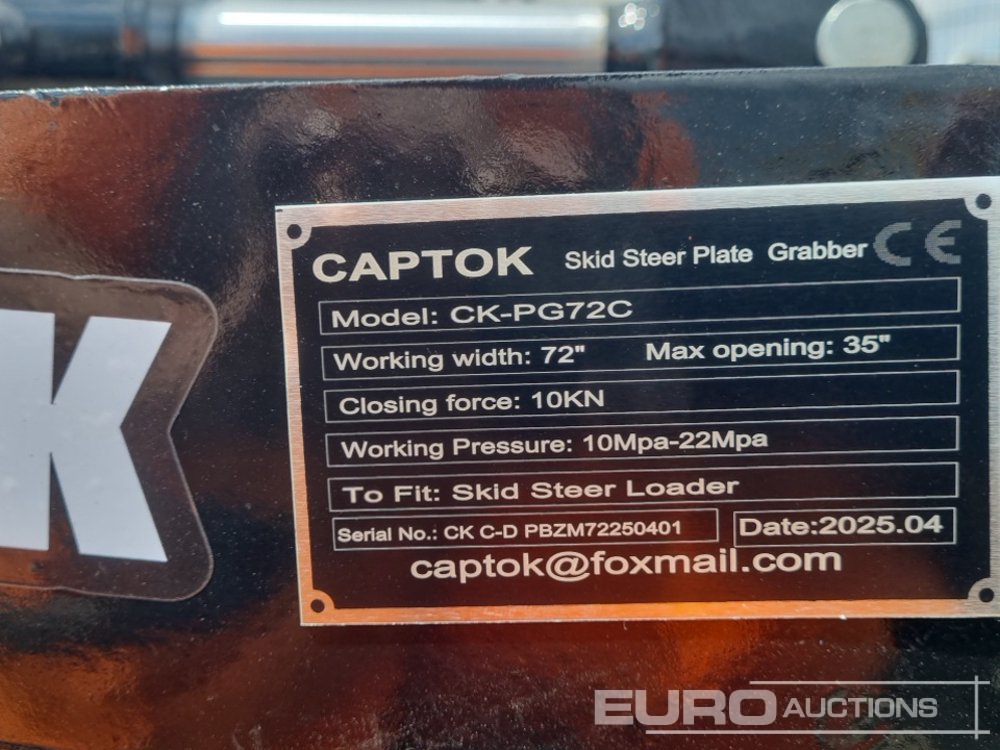 K
CAPTOK Skid Steer Plate Grabber CE
Model: CK-PG72C
Working width: 72" Max opening: 35"
Closing force: 10KN
Working Pressure: 10Mpa-22Mpa
To Fit: Skid Steer Loader
Serial No.: CK C-D PBZM72250401 Date:2025.04
captok@foxmail.com
EURO AUCTIONS